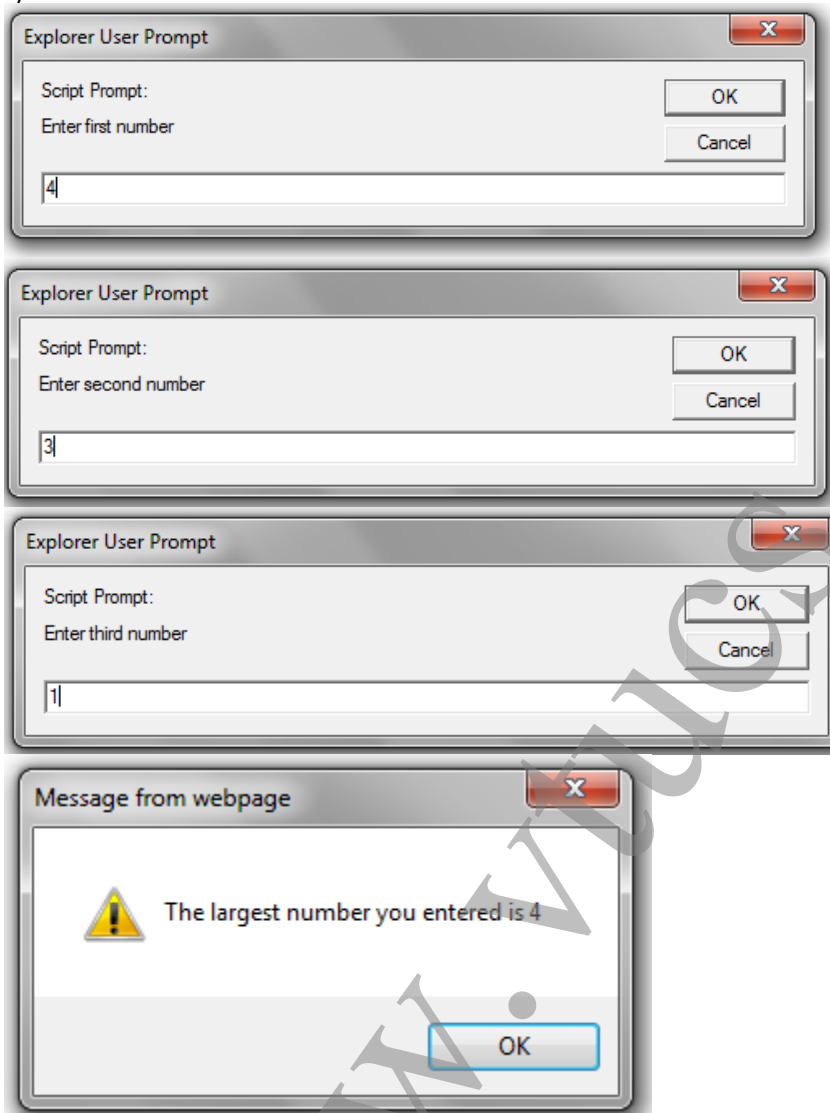 Explorer User Prompt
Script Prompt:
OK
Enter first number
Cancel
4
Explorer User Prompt
Script Prompt:
OK
Enter second number
Cancel
3
Explorer User Prompt
Script Prompt:
OK
Enter third number
Cancel
1
Message from webpage
The largest number you entered is 4
OK